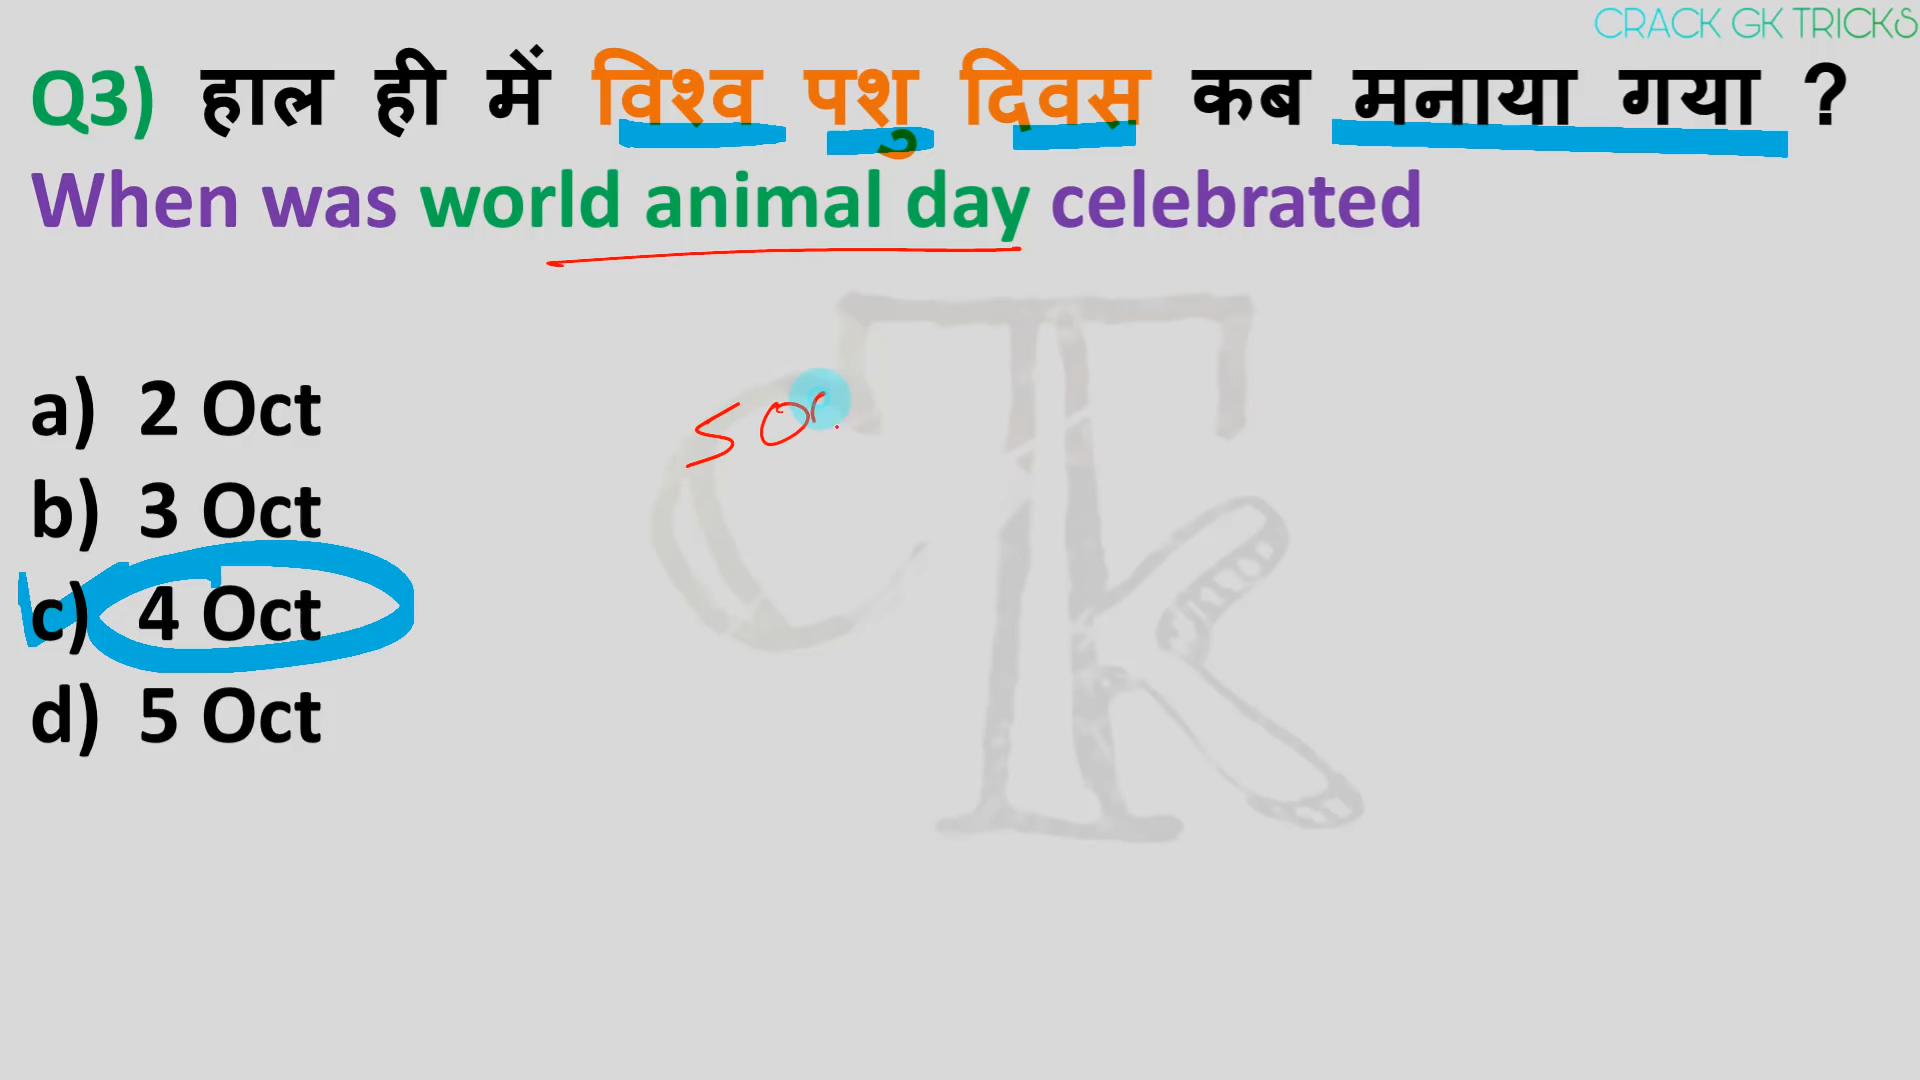 CRACK GK TRICKS
Q3) हाल ही में विश्व पशु दिवस कब मनाया गया ?
When was world animal day celebrated
a) 2 Oct
b) 3 Oct
c) 4 Oct
d) 5 Oct